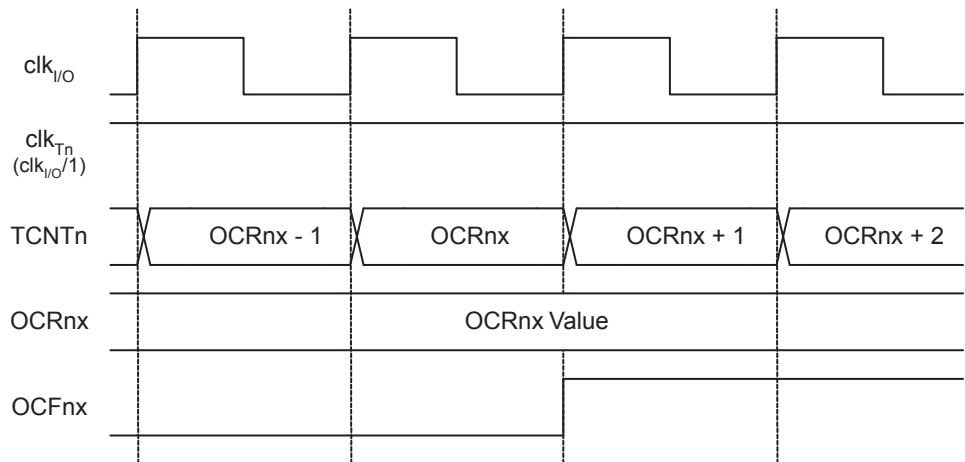 clkI/O
clkTn
(clkI/O/1)
TCNTn
OCRnx - 1
OCRnx
OCRnx + 1
OCRnx + 2
OCRnx
OCRnx Value
OCFnx